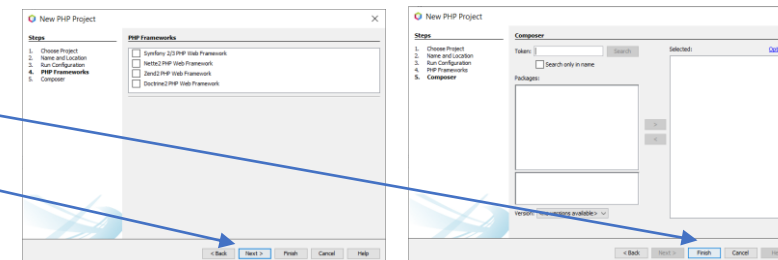 New PHP Project
Steps
1. Choose Project
2. Name and Location
3. Run Configuration
4. PHP Frameworks
5. Composer
PHP Frameworks
Symfony 2/3 PHP Web Framework
Nette2 PHP Web Framework
Zend2 PHP Web Framework
Doctrine2 PHP Web Framework
< Back Next > Finish Cancel Help
New PHP Project
Steps
1. Choose Project
2. Name and Location
3. Run Configuration
4. PHP Frameworks
5. Composer
Composer
Token: Search
Search only in name
Packages:
Selected:
Version: <no versions available>
< Back Next > Finish Cancel